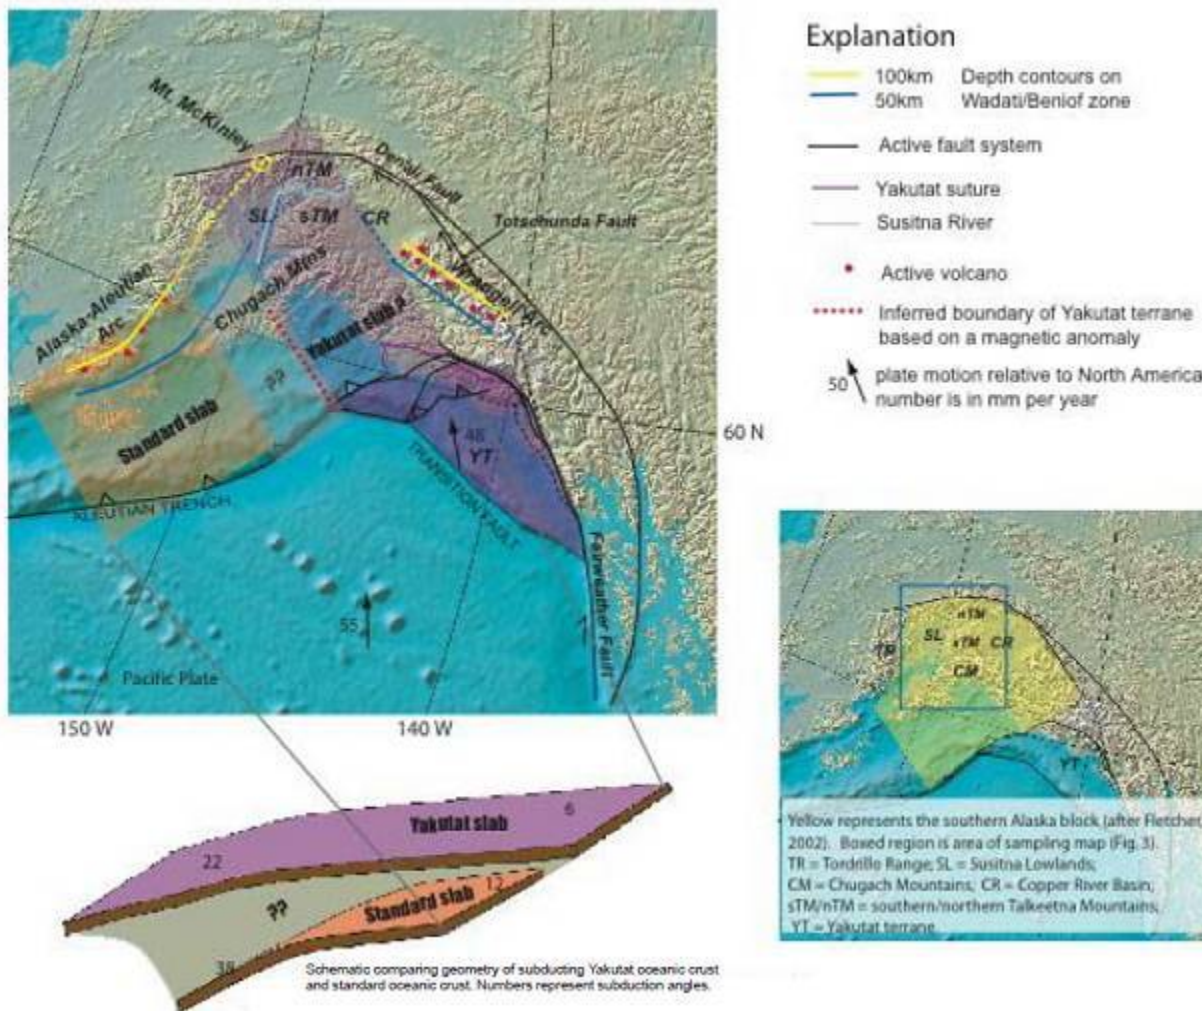 Explanation
100km Depth contours on
50km Wadati/Beniof zone
Active fault system
Yakutat suture
Susitna River
Active volcano
Inferred boundary of Yakutat terrane
based on a magnetic anomaly
50 plate motion relative to North America
number is in mm per year
Mt. McKinley
nTM
Denali Fault
SL sTM CR
Totschunda Fault
Alaska-Aleutian
Arc
Chugach Mtns
Wrangell Arc
Yakutat slab
??
Standard slab
48
YT
60 N
ALEUTIAN TRENCH
TRANSITION FAULT
Fairweather Fault
55
Pacific Plate
150 W
140 W
Yakutat slab
6
22
??
12
Standard slab
38
Schematic comparing geometry of subducting Yakutat oceanic crust
and standard oceanic crust. Numbers represent subduction angles.
nTM
SL
TR
sTM CR
CM
YT
Yellow represents the southern Alaska block (after Fletcher,
2002). Boxed region is area of sampling map (Fig. 3).
TR = Tordrillo Range; SL = Susitna Lowlands;
CM = Chugach Mountains; CR = Copper River Basin;
sTM/nTM = southern/northern Talkeetna Mountains;
YT = Yakutat terrane.